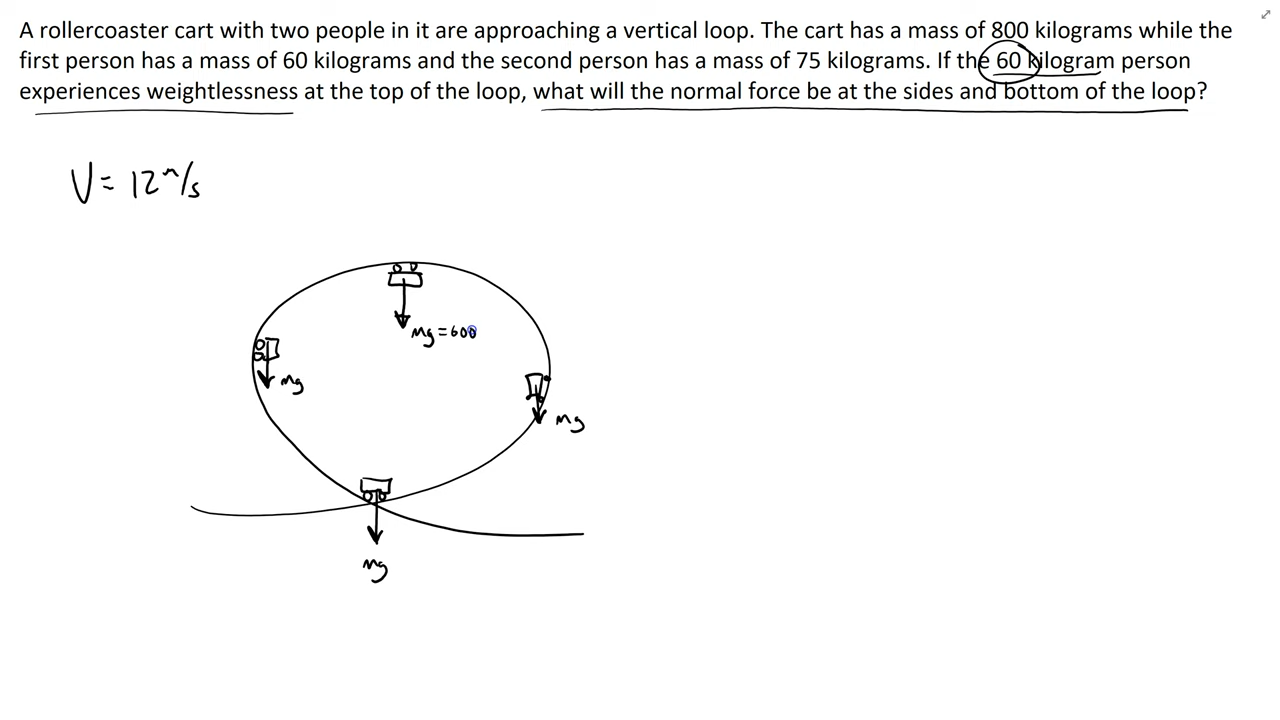 A rollercoaster cart with two people in it are approaching a vertical loop. The cart has a mass of 800 kilograms while the
first person has a mass of 60 kilograms and the second person has a mass of 75 kilograms. If the 60 kilogram person
experiences weightlessness at the top of the loop, what will the normal force be at the sides and bottom of the loop?
V = 12 m/s
mg = 600
mg
mg
mg